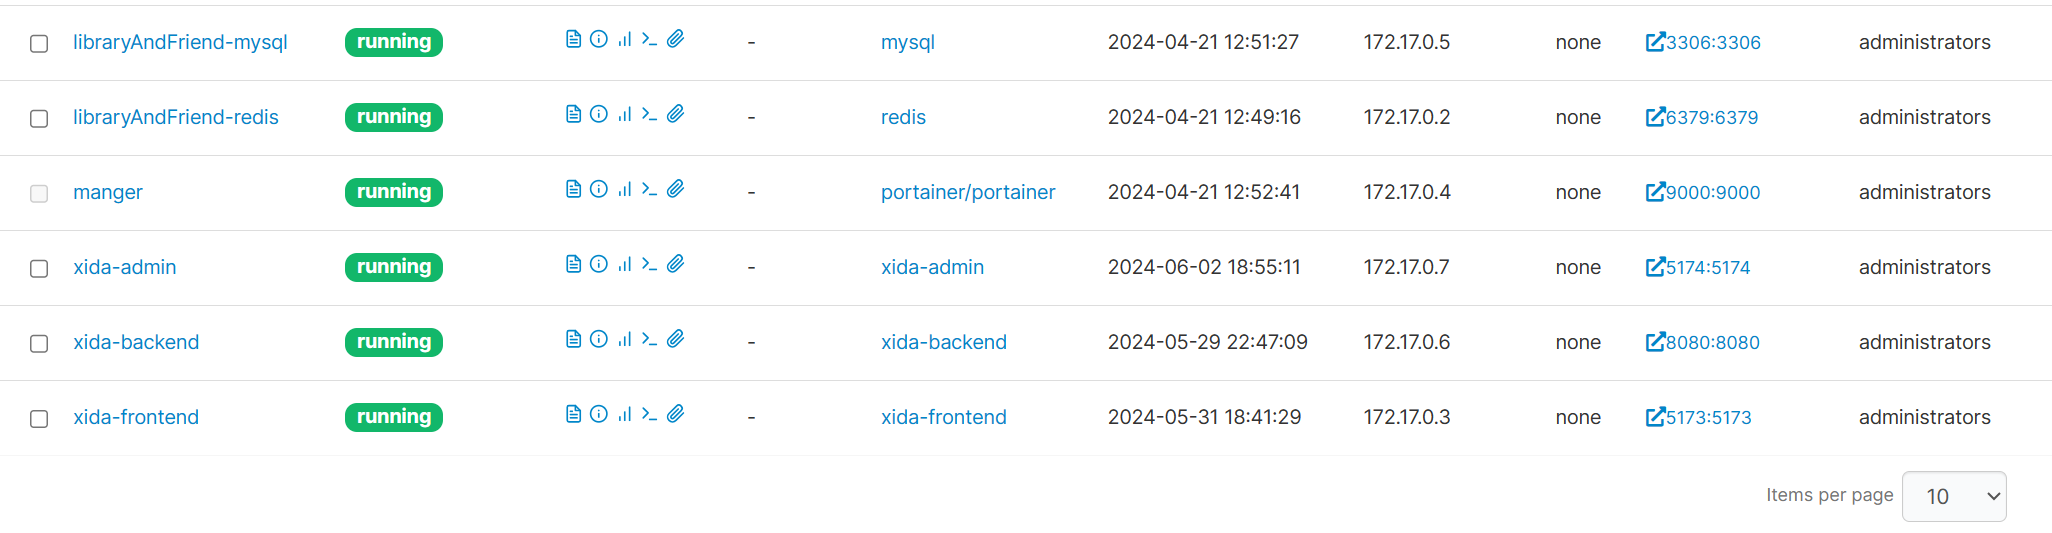 libraryAndFriend-mysql running - mysql 2024-04-21 12:51:27 172.17.0.5 none 3306:3306 administrators
libraryAndFriend-redis running - redis 2024-04-21 12:49:16 172.17.0.2 none 6379:6379 administrators
manger running - portainer/portainer 2024-04-21 12:52:41 172.17.0.4 none 9000:9000 administrators
xida-admin running - xida-admin 2024-06-02 18:55:11 172.17.0.7 none 5174:5174 administrators
xida-backend running - xida-backend 2024-05-29 22:47:09 172.17.0.6 none 8080:8080 administrators
xida-frontend running - xida-frontend 2024-05-31 18:41:29 172.17.0.3 none 5173:5173 administrators
Items per page 10